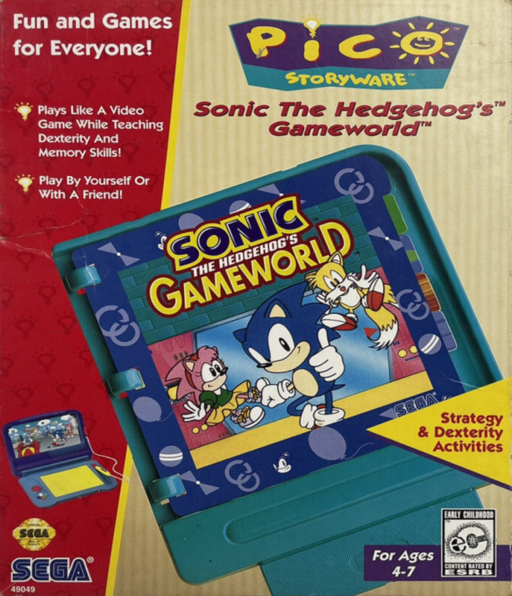 Fun and Games
for Everyone!
Plays Like A Video
Game While Teaching
Dexterity And
Memory Skills!
Play By Yourself Or
With A Friend!
PICO™
STORYWARE™
Sonic The Hedgehog's™
Gameworld™
SONIC
THE HEDGEHOG'S
GAMEWORLD
SEGA
Strategy
& Dexterity
Activities
SEGA
SEGA®
49049
For Ages
4-7
EARLY CHILDHOOD
CONTENT RATED BY
ESRB